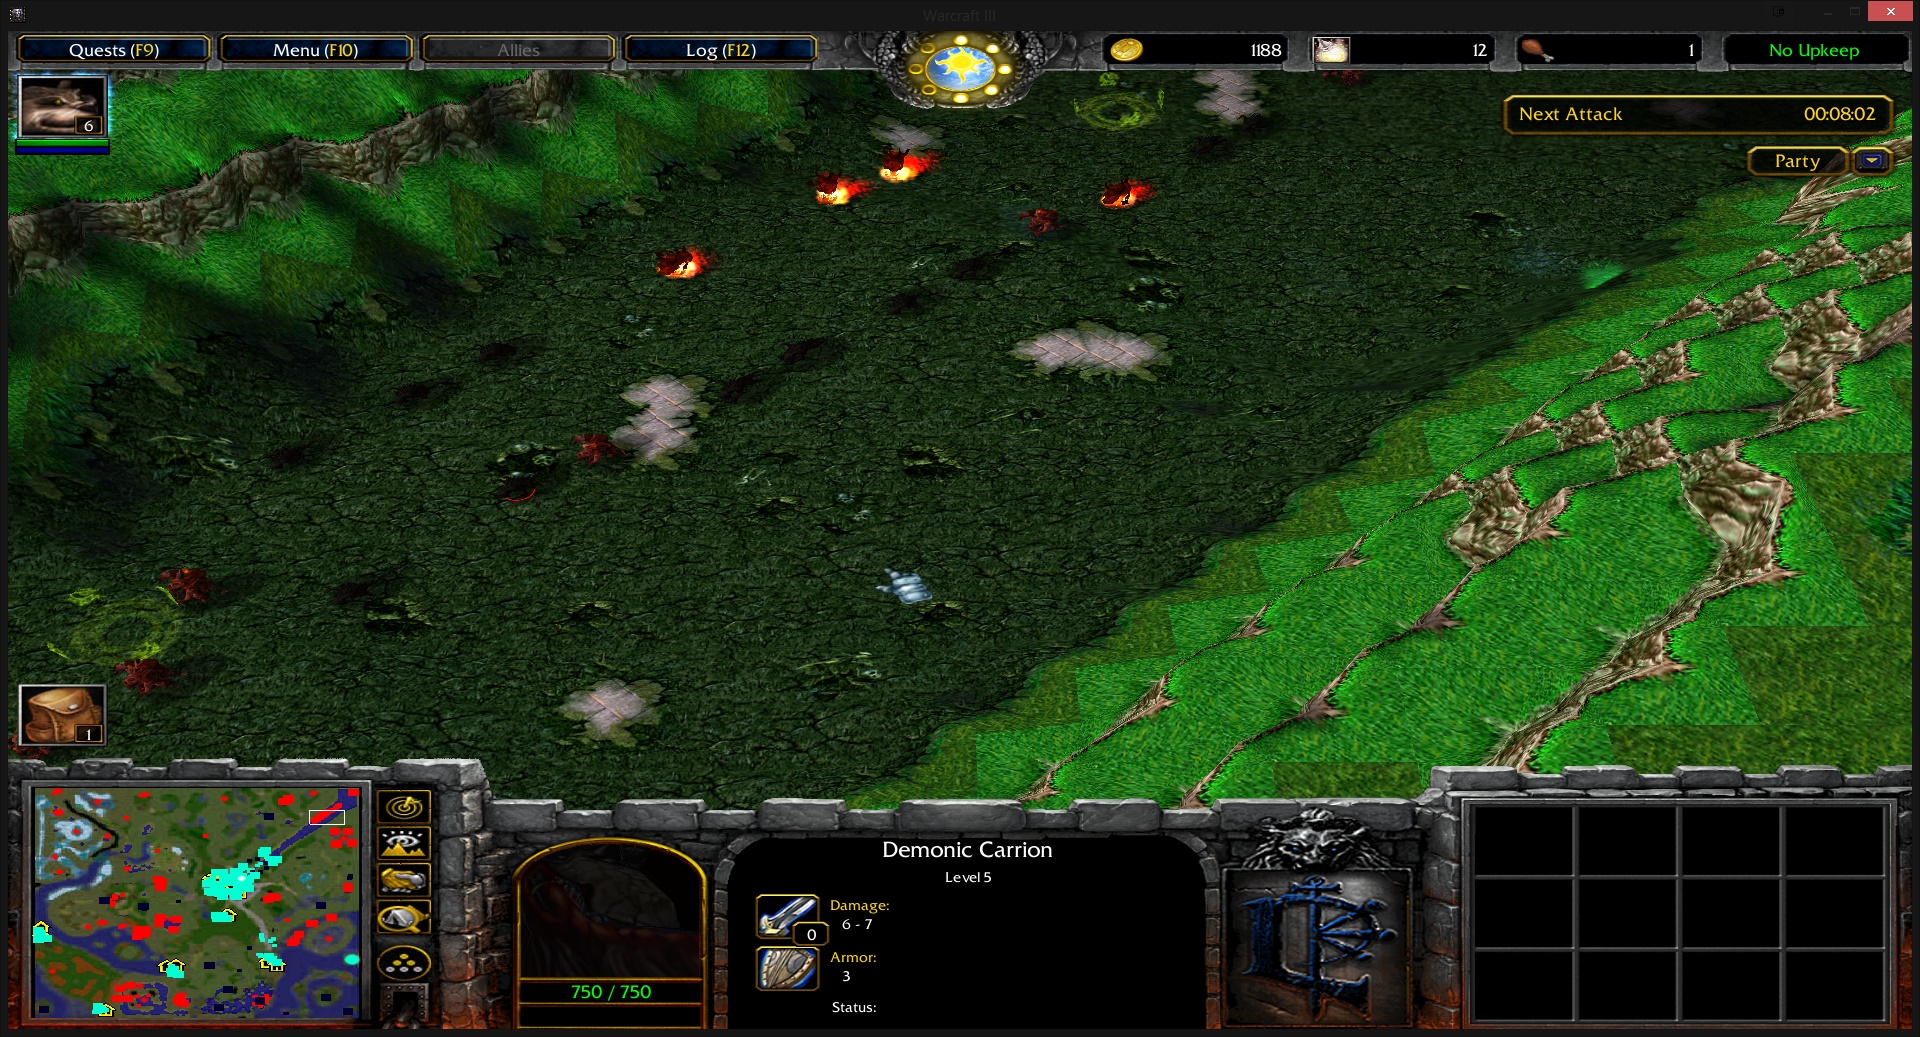 Warcraft III
Quests (F9)
Menu (F10)
Allies
Log (F12)
1188
12
1
No Upkeep
6
Next Attack
00:08:02
Party
1
Demonic Carrion
Level 5
Damage:
6 - 7
0
Armor:
3
Status:
750 / 750